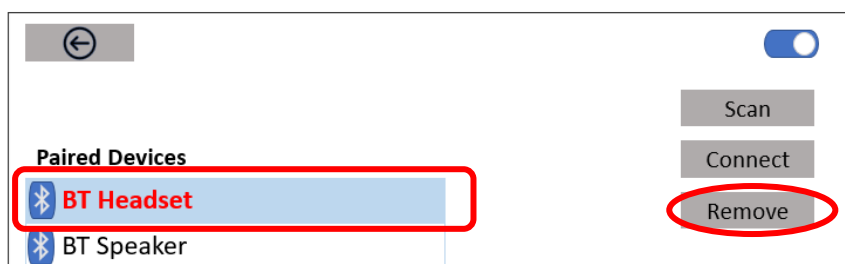 Scan
Paired Devices
Connect
BT Headset
Remove
BT Speaker